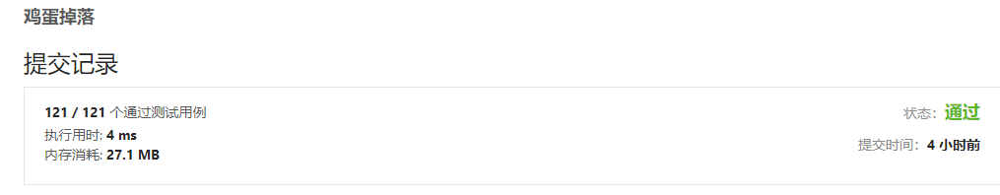 鸡蛋掉落
提交记录
121 / 121 个通过测试用例
状态：通过
执行用时: 4 ms
提交时间：4 小时前
内存消耗: 27.1 MB